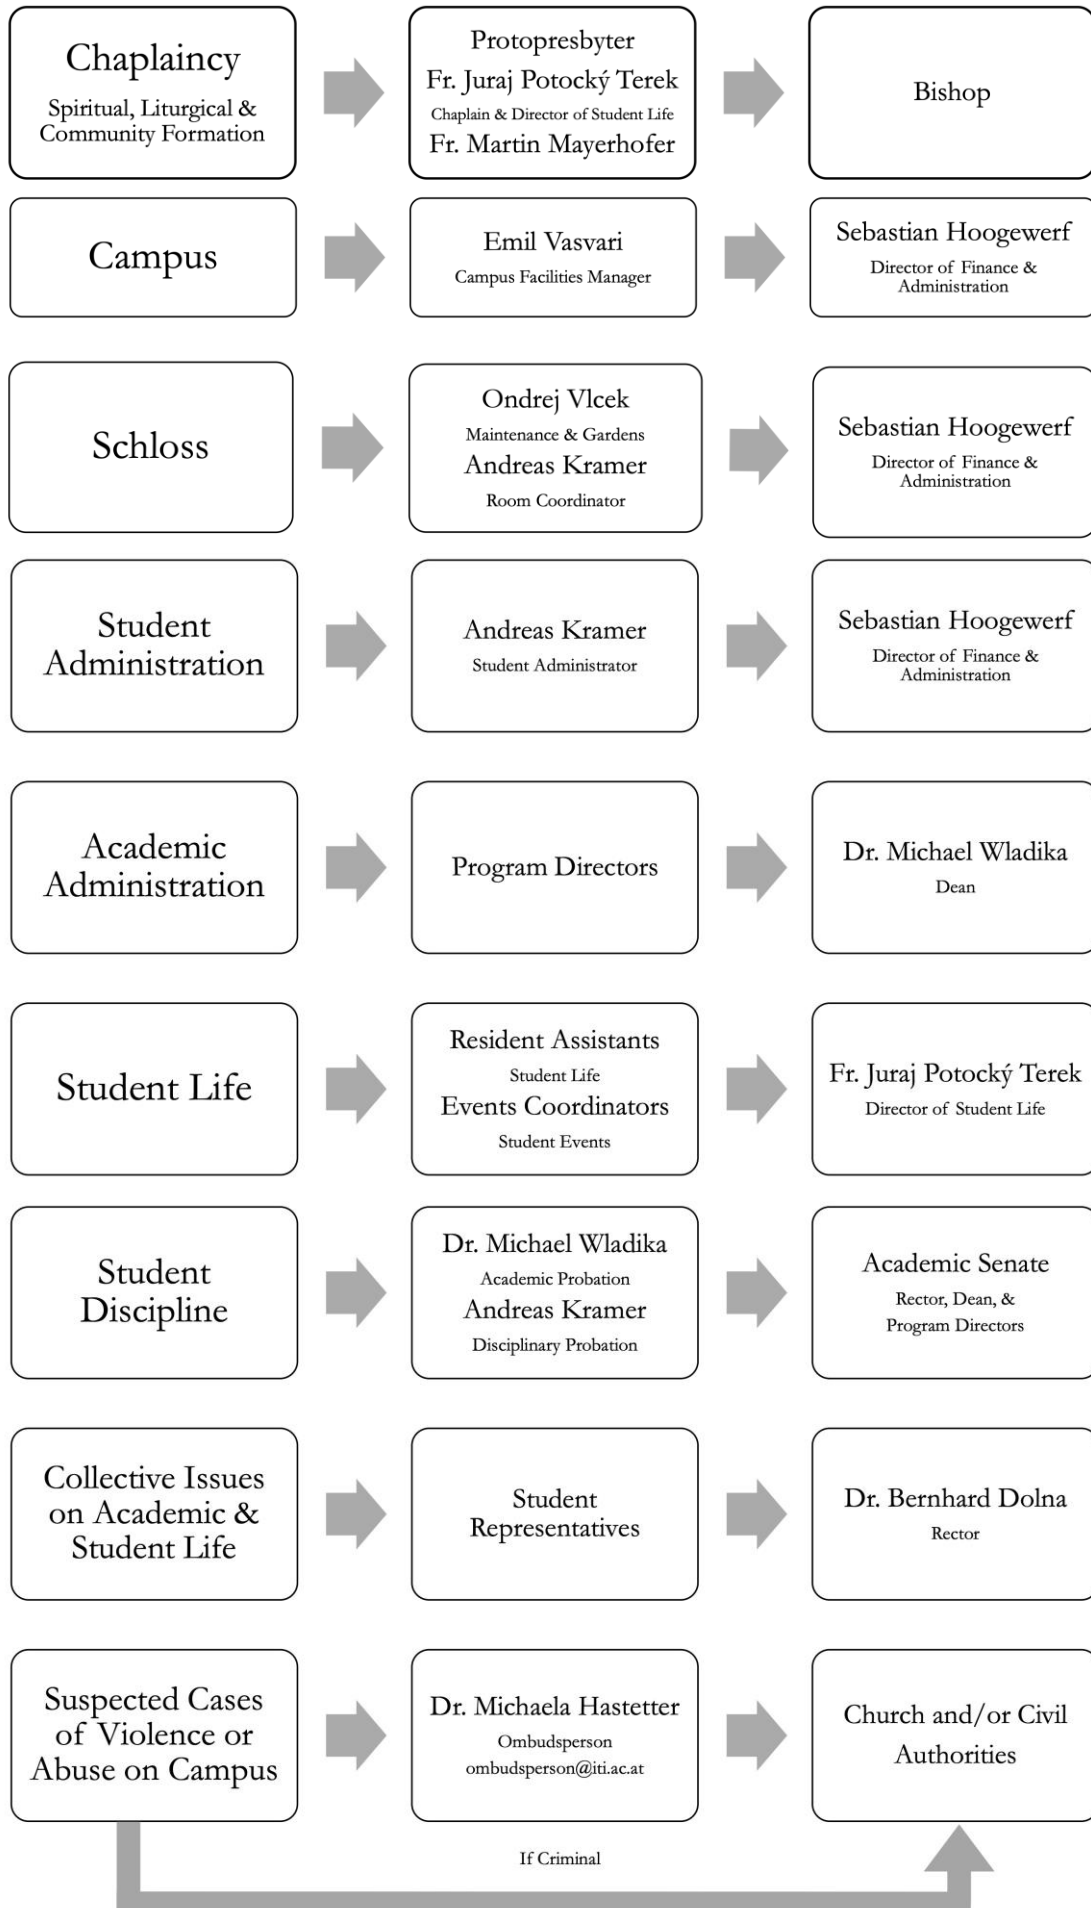 Chaplaincy
Spiritual, Liturgical &
Community Formation
Protopresbyter
Fr. Juraj Potocký Terek
Chaplain & Director of Student Life
Fr. Martin Mayerhofer
Bishop
Campus
Emil Vasvari
Campus Facilities Manager
Sebastian Hoogewerf
Director of Finance &
Administration
Schloss
Ondrej Vlcek
Maintenance & Gardens
Andreas Kramer
Room Coordinator
Sebastian Hoogewerf
Director of Finance &
Administration
Student
Administration
Andreas Kramer
Student Administrator
Sebastian Hoogewerf
Director of Finance &
Administration
Academic
Administration
Program Directors
Dr. Michael Wladika
Dean
Student Life
Resident Assistants
Student Life
Events Coordinators
Student Events
Fr. Juraj Potocký Terek
Director of Student Life
Student
Discipline
Dr. Michael Wladika
Academic Probation
Andreas Kramer
Disciplinary Probation
Academic Senate
Rector, Dean, &
Program Directors
Collective Issues
on Academic &
Student Life
Student
Representatives
Dr. Bernhard Dolna
Rector
Suspected Cases
of Violence or
Abuse on Campus
Dr. Michaela Hastetter
Ombudsperson
ombudsperson@iti.ac.at
Church and/or Civil
Authorities
If Criminal